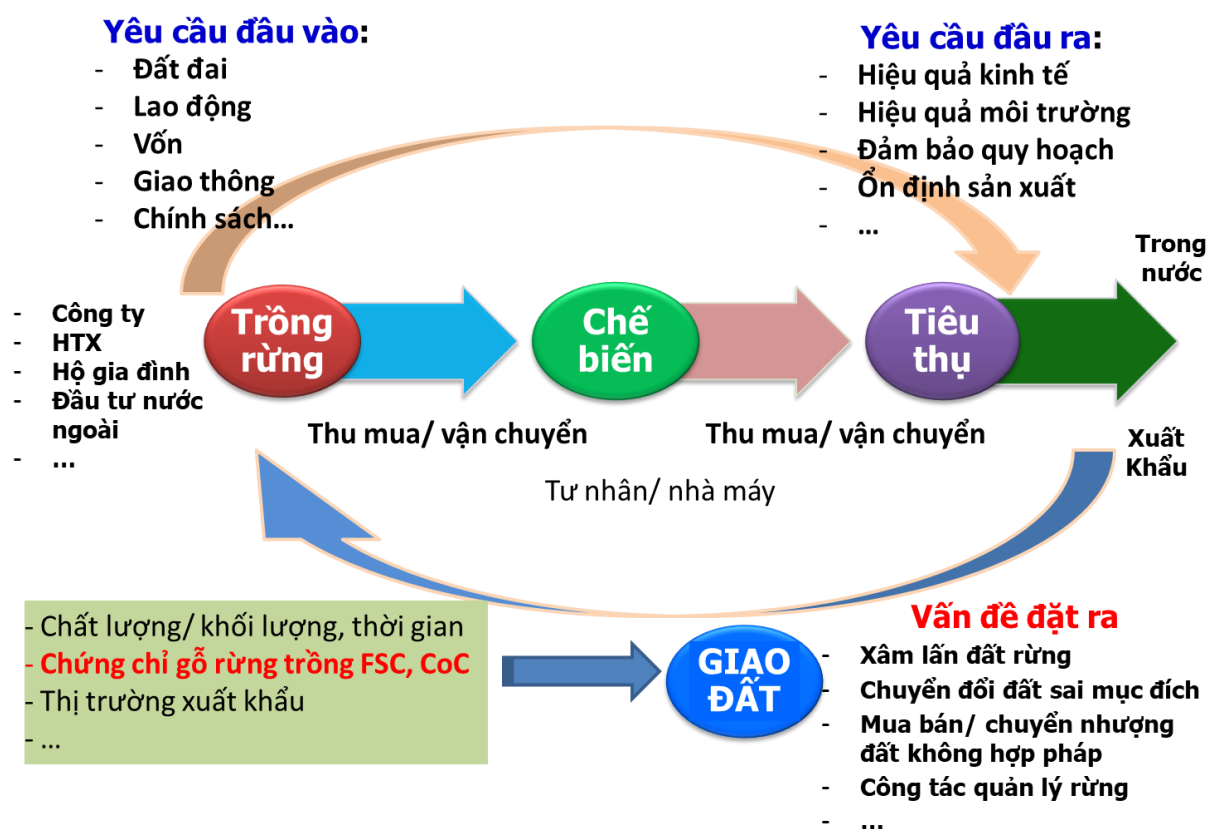 Yêu cầu đầu vào:
- Đất đai
- Lao động
- Vốn
- Giao thông
- Chính sách...
Yêu cầu đầu ra:
- Hiệu quả kinh tế
- Hiệu quả môi trường
- Đảm bảo quy hoạch
- Ổn định sản xuất
- ...
- Công ty
- HTX
- Hộ gia đình
- Đầu tư nước
ngoài
- ...
Trồng
rừng
Chế
biến
Tiêu
thụ
Trong
nước
Thu mua/ vận chuyển
Thu mua/ vận chuyển
Xuất
Khẩu
Tư nhân/ nhà máy
- Chất lượng/ khối lượng, thời gian
- Chứng chỉ gỗ rừng trồng FSC, CoC
- Thị trường xuất khẩu
- ...
GIAO
ĐẤT
Vấn đề đặt ra
- Xâm lấn đất rừng
- Chuyển đổi đất sai mục đích
- Mua bán/ chuyển nhượng
đất không hợp pháp
- Công tác quản lý rừng
- ...